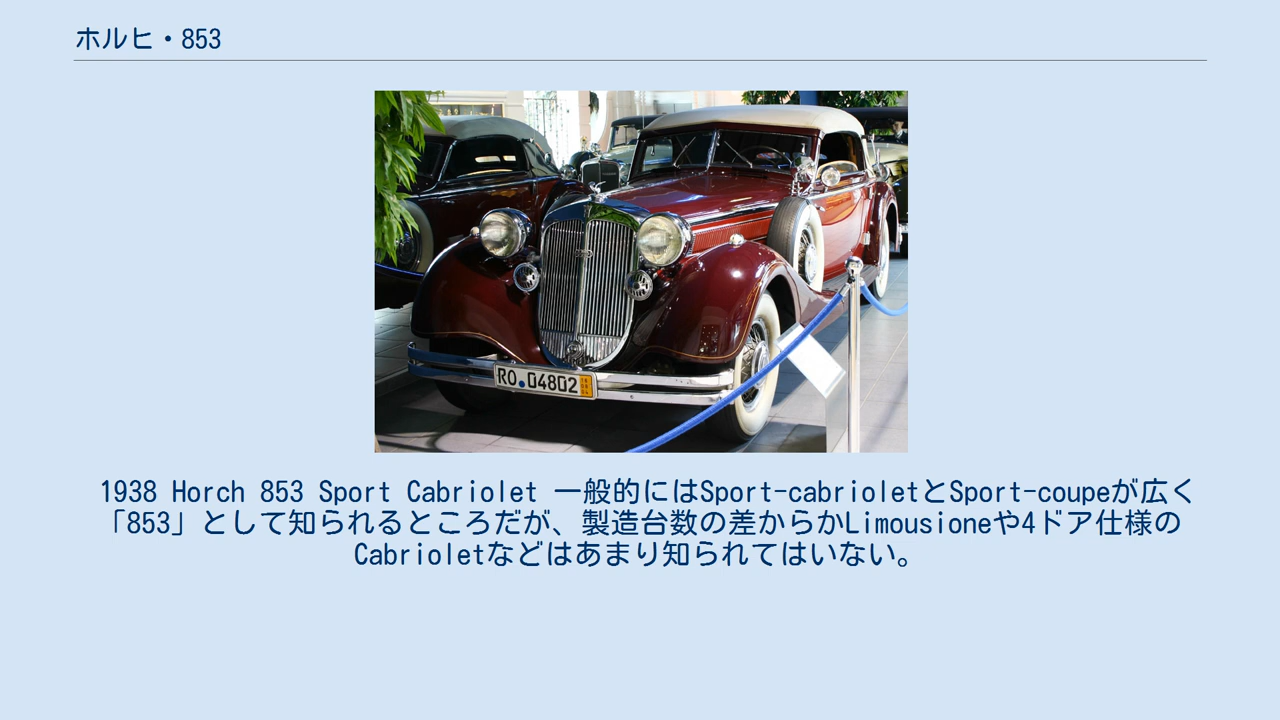 ホルヒ・853
RO 04802
1938 Horch 853 Sport Cabriolet 一般的にはSport-cabrioletとSport-coupeが広く
「853」として知られるところだが、製造台数の差からかLimousioneや4ドア仕様の
Cabrioletなどはあまり知られてはいない。